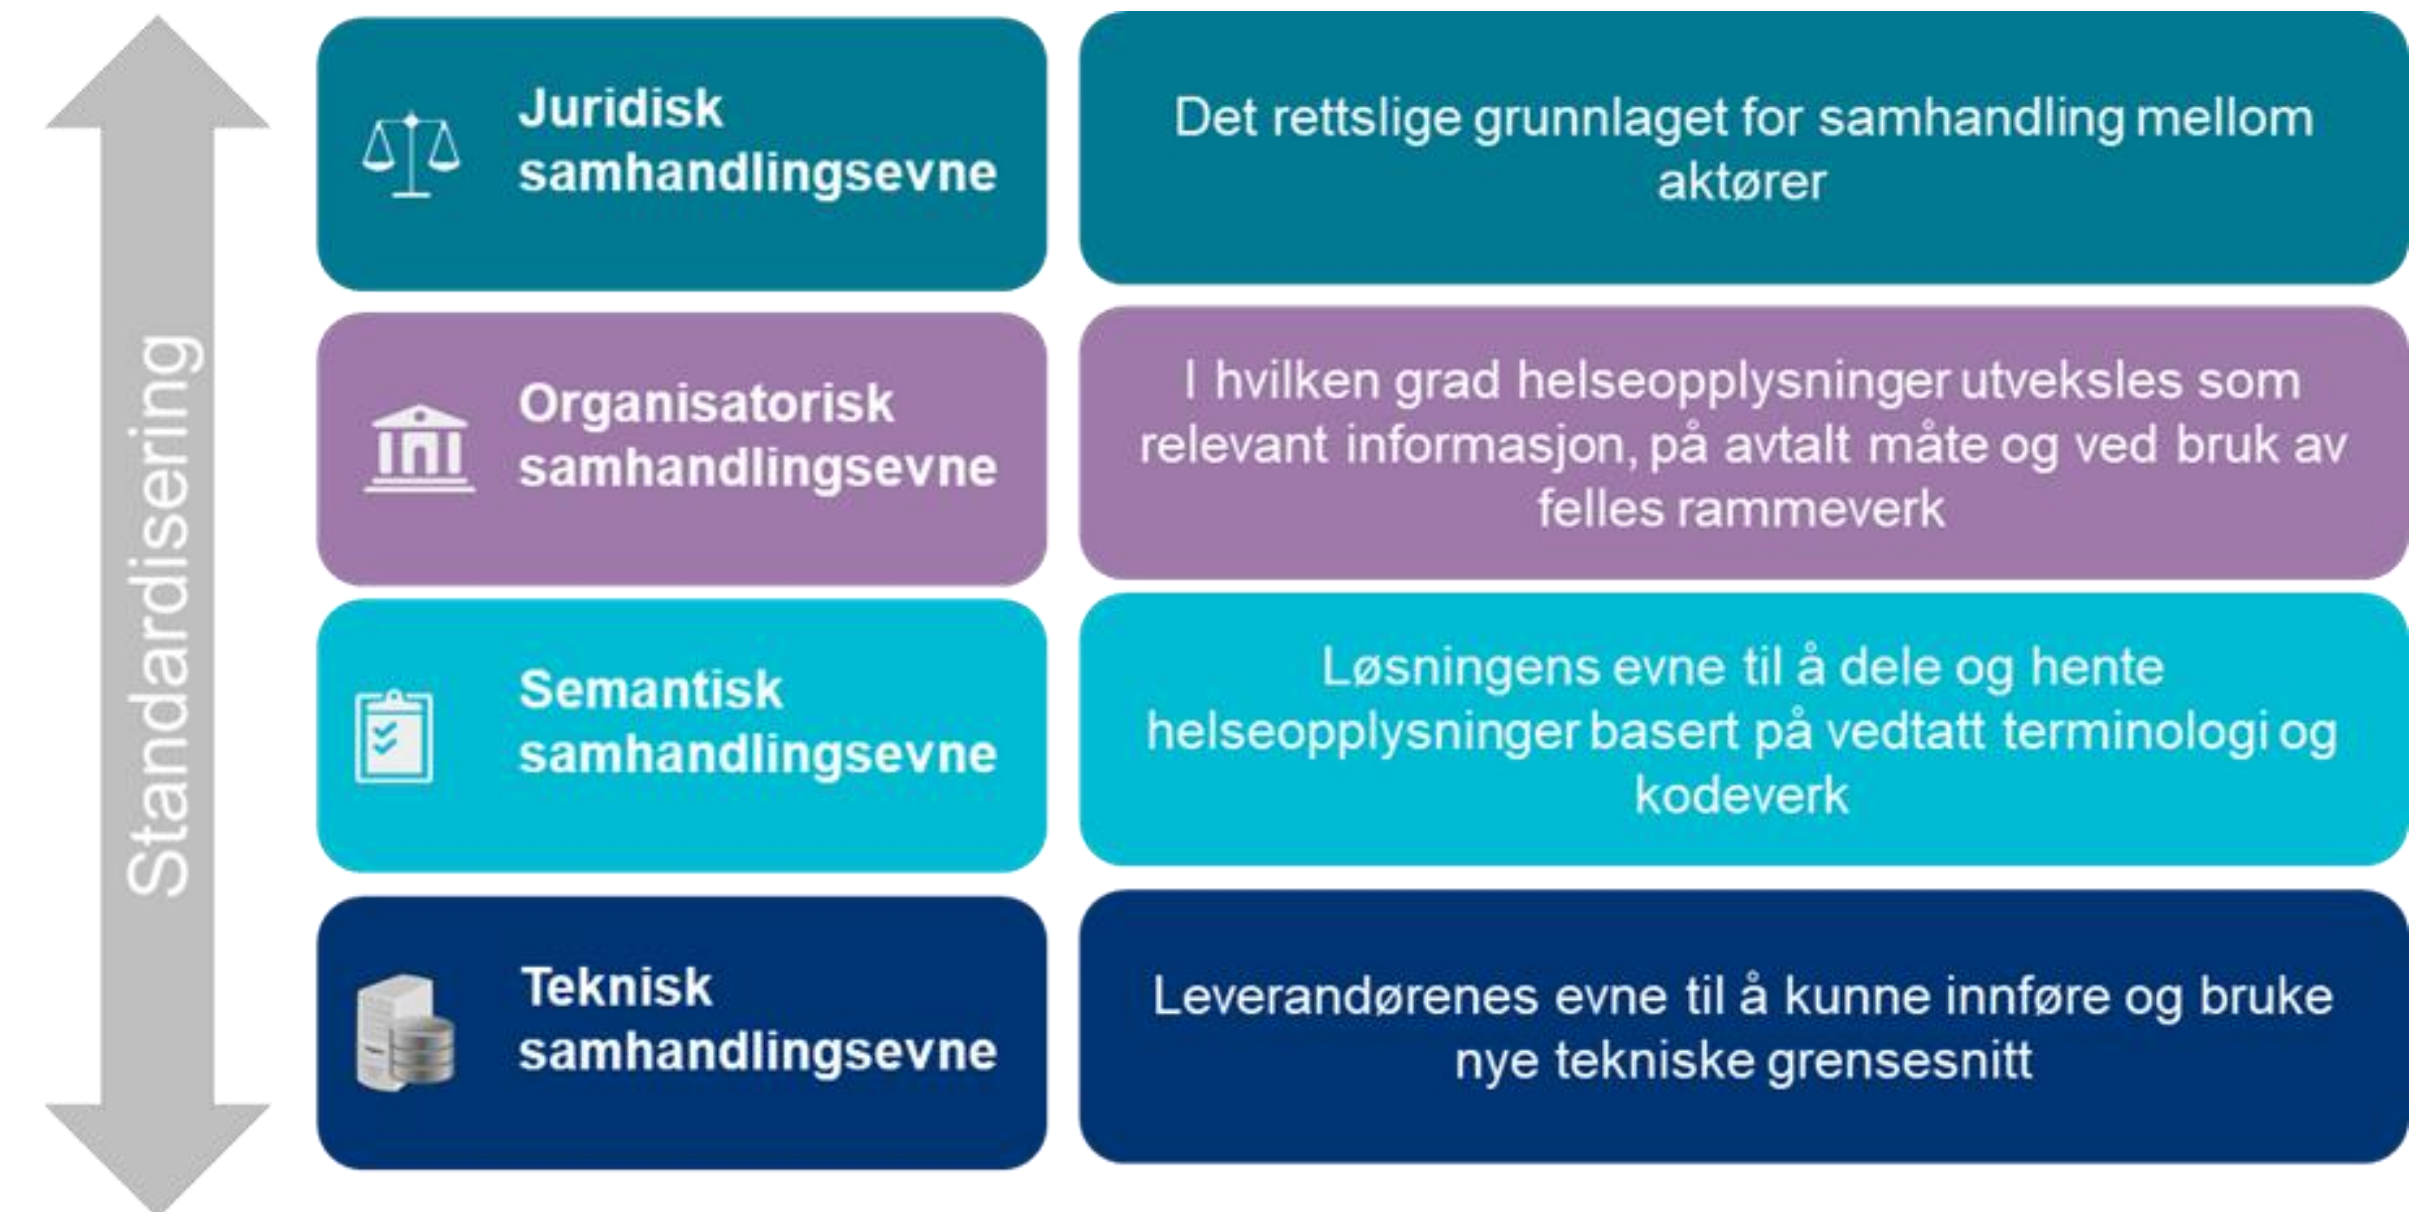 Standardisering
Juridisk
samhandlingsevne
Det rettslige grunnlaget for samhandling mellom
aktører
Organisatorisk
samhandlingsevne
I hvilken grad helseopplysninger utveksles som
relevant informasjon, på avtalt måte og ved bruk av
felles rammeverk
Semantisk
samhandlingsevne
Løsningens evne til å dele og hente
helseopplysninger basert på vedtatt terminologi og
kodeverk
Teknisk
samhandlingsevne
Leverandørenes evne til å kunne innføre og bruke
nye tekniske grensesnitt